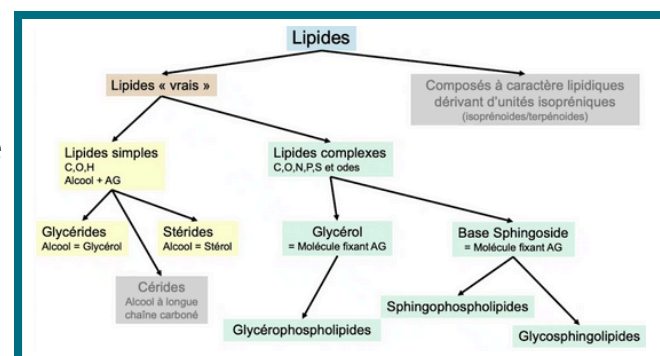 Lipides
Lipides « vrais »
Composés à caractère lipidiques
dérivant d'unités isopréniques
(isoprénoides/terpénoides)
Lipides simples
C,O,H
Alcool + AG
Lipides complexes
C,O,N,P,S et odes
Glycérides
Alcool = Glycérol
Stérides
Alcool = Stérol
Glycérol
= Molécule fixant AG
Base Sphingoside
= Molécule fixant AG
Cérides
Alcool à longue
chaîne carboné
Sphingophospholipides
Glycérophospholipides
Glycosphingolipides